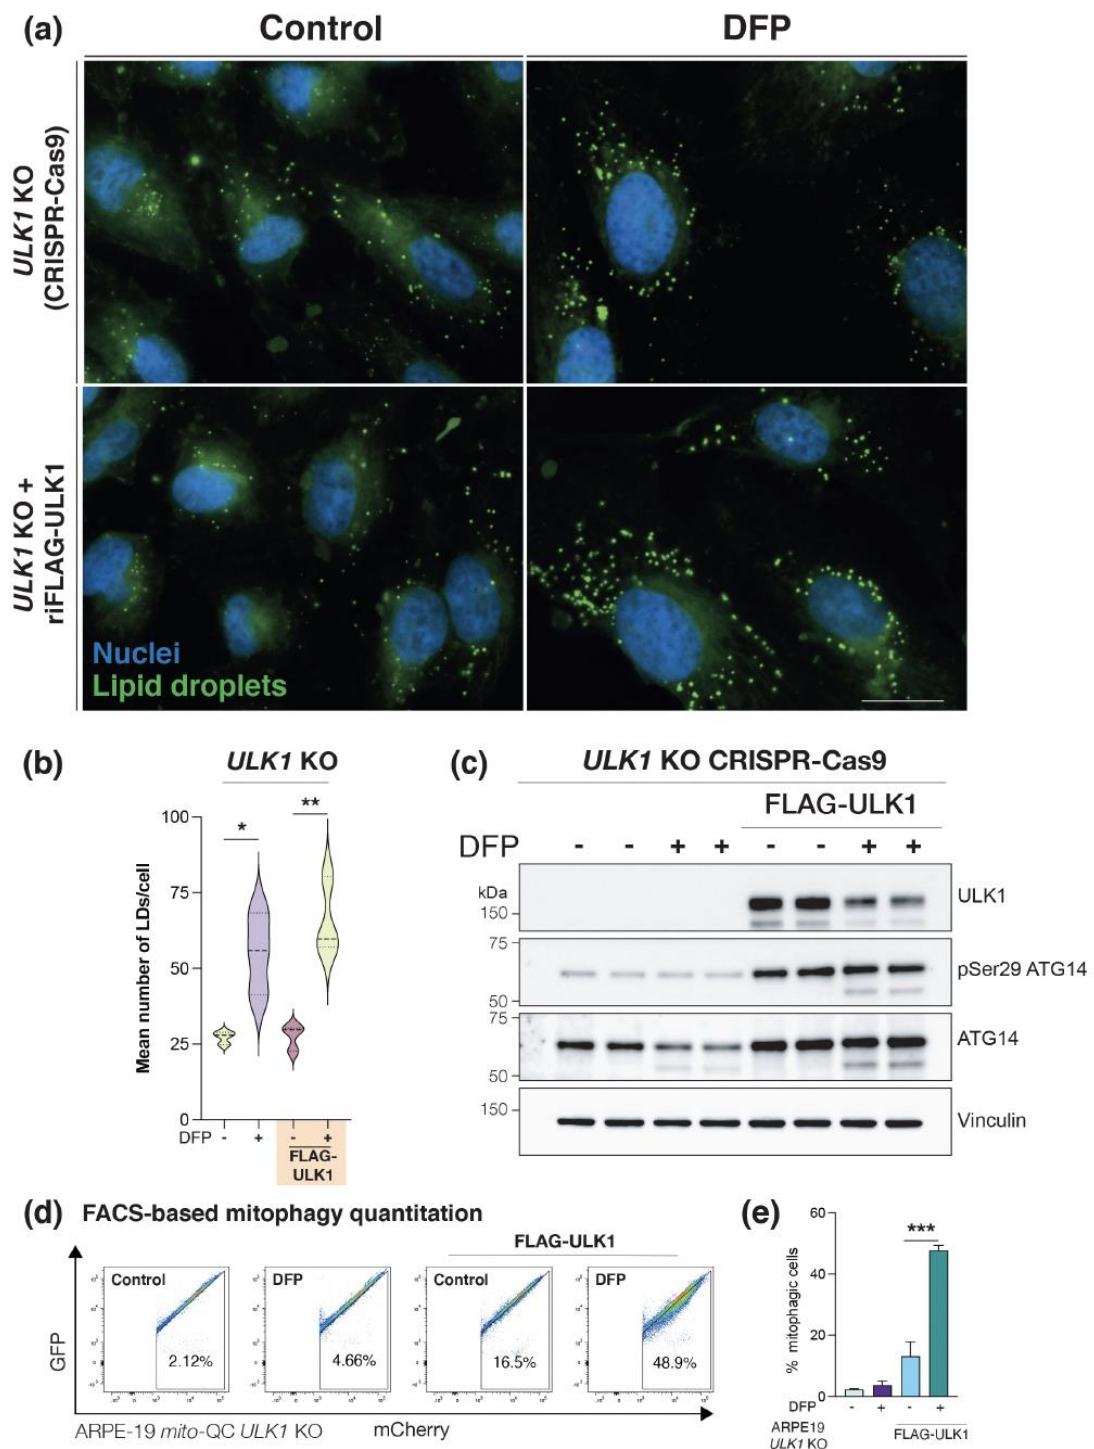 (a)
Control
DFP
ULK1 KO
(CRISPR-Cas9)
ULK1 KO +
riFLAG-ULK1
Nuclei
Lipid droplets
(b)
ULK1 KO
Mean number of LDs/cell
100
75
50
25
0
*
**
DFP - + - +
FLAG-
ULK1
(c)
ULK1 KO CRISPR-Cas9
FLAG-ULK1
DFP - - + + - - + +
kDa
150
ULK1
75
pSer29 ATG14
50
75
ATG14
50
150
Vinculin
(d) FACS-based mitophagy quantitation
FLAG-ULK1
Control
DFP
Control
DFP
GFP
2.12%
4.66%
16.5%
48.9%
ARPE-19 mito-QC ULK1 KO
mCherry
(e)
% mitophagic cells
60
40
20
0
***
DFP - + - +
ARPE19
ULK1 KO
FLAG-ULK1